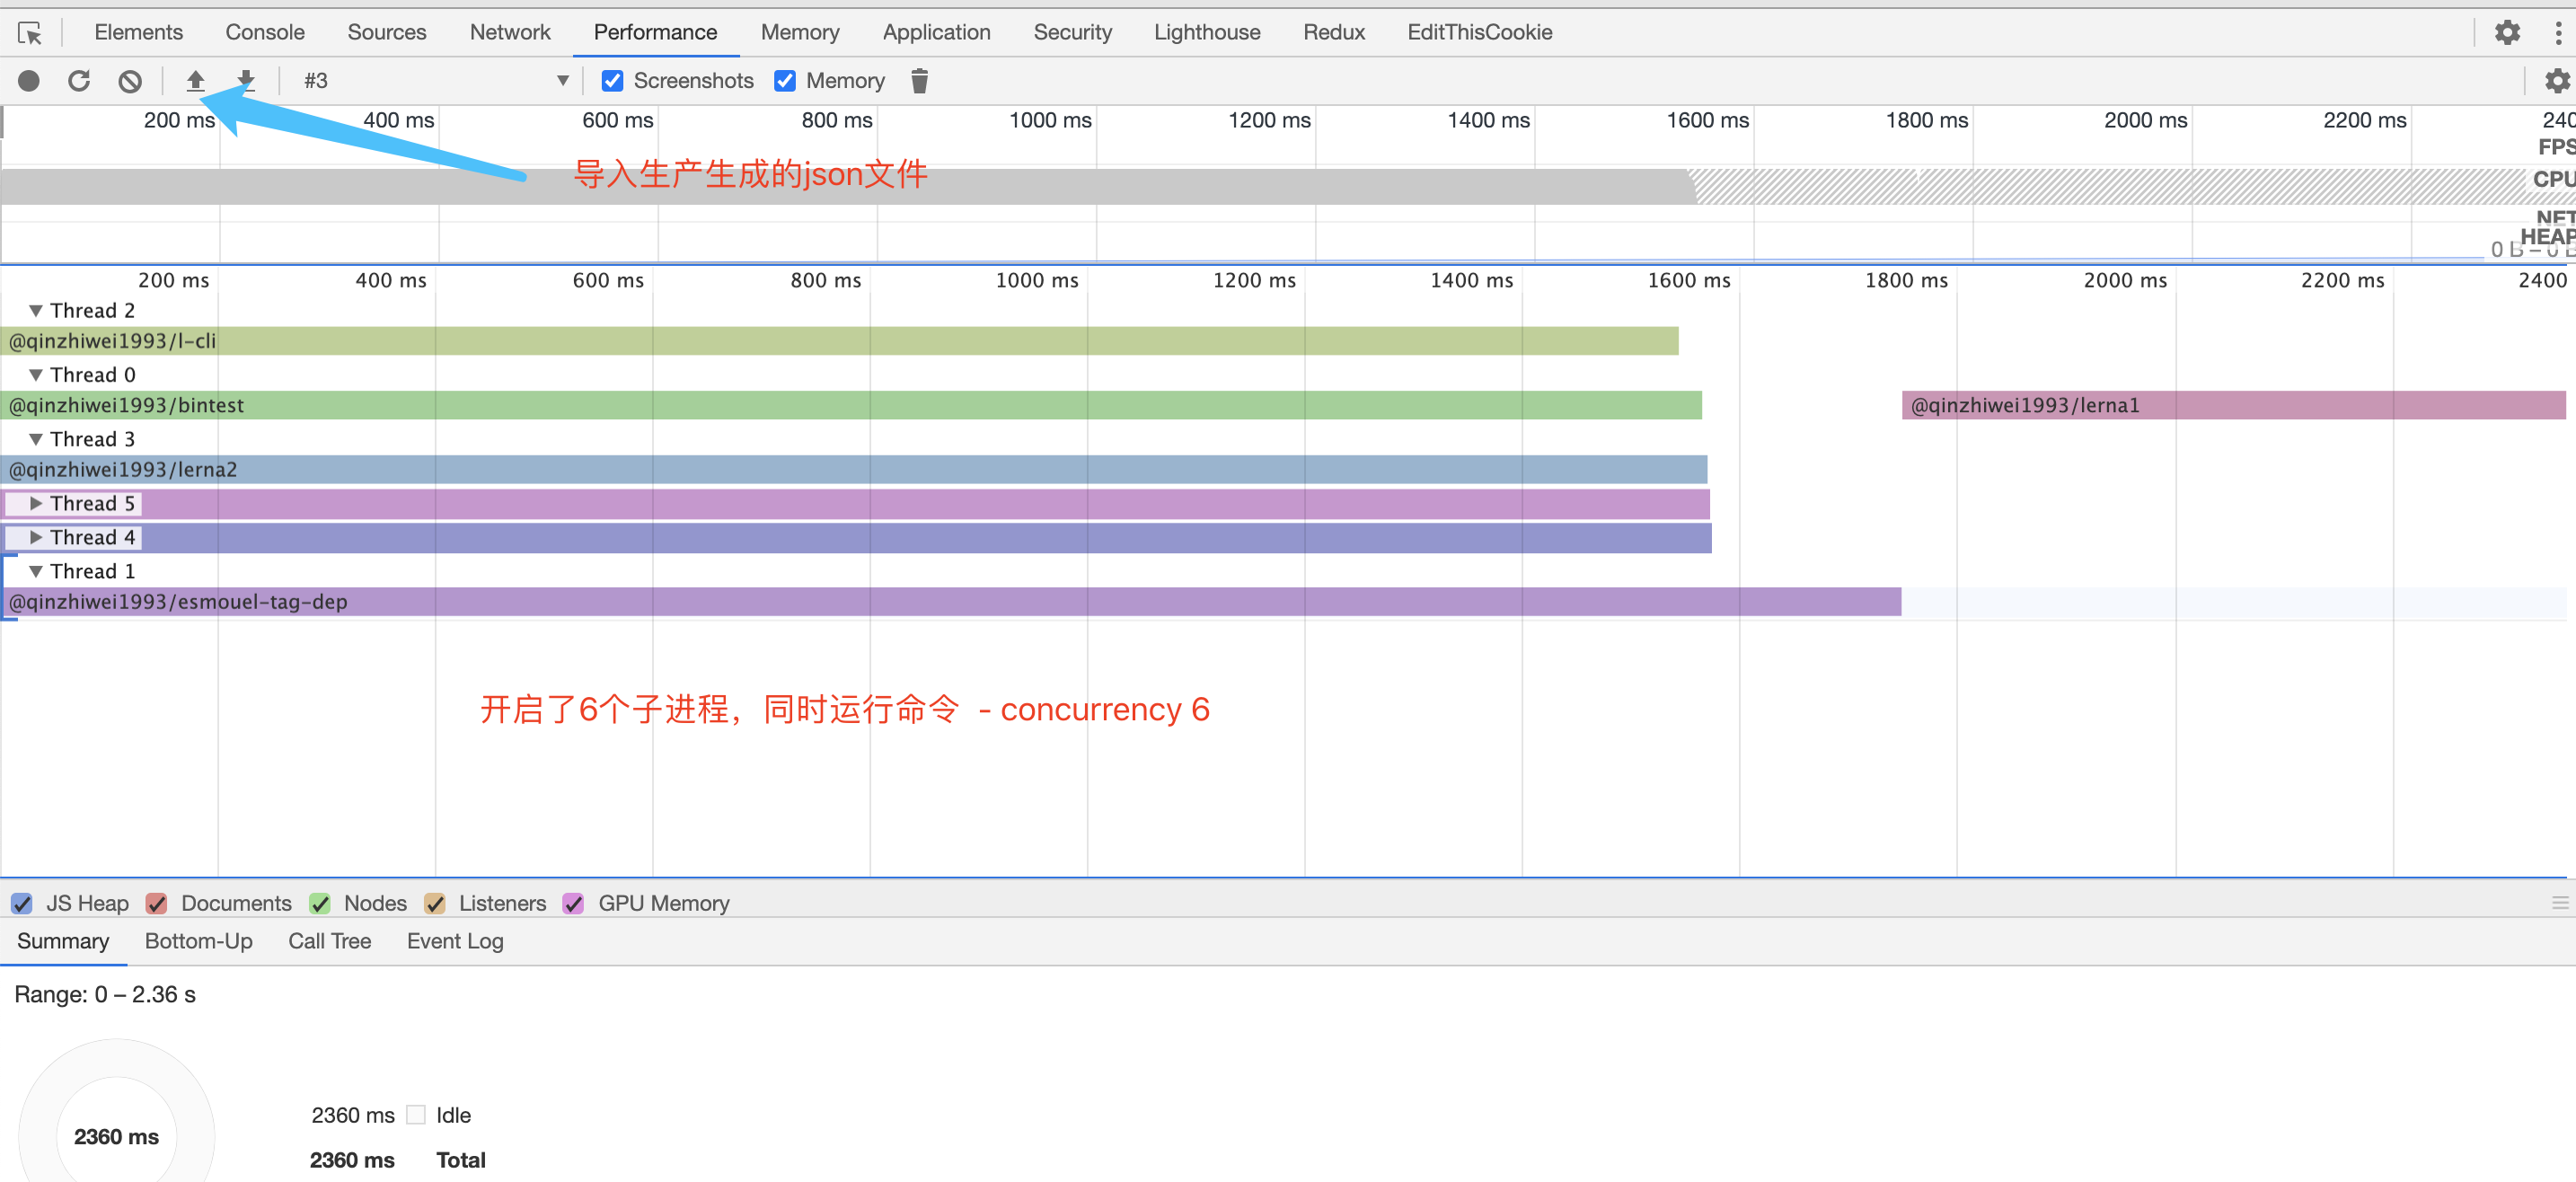 Elements Console Sources Network Performance Memory Application Security Lighthouse Redux EditThisCookie
#3 Screenshots Memory
200 ms 400 ms 600 ms 800 ms 1000 ms 1200 ms 1400 ms 1600 ms 1800 ms 2000 ms 2200 ms 240
FPS
导入生产生成的json文件
CPU
NET
HEAP
0 B – 0 B
200 ms 400 ms 600 ms 800 ms 1000 ms 1200 ms 1400 ms 1600 ms 1800 ms 2000 ms 2200 ms 2400
Thread 2
@qinzhiwei1993/l-cli
Thread 0
@qinzhiwei1993/bintest @qinzhiwei1993/lerna1
Thread 3
@qinzhiwei1993/lerna2
Thread 5
Thread 4
Thread 1
@qinzhiwei1993/esmouel-tag-dep
开启了6个子进程，同时运行命令 - concurrency 6
JS Heap Documents Nodes Listeners GPU Memory
Summary Bottom-Up Call Tree Event Log
Range: 0 – 2.36 s
2360 ms Idle
2360 ms
2360 ms Total